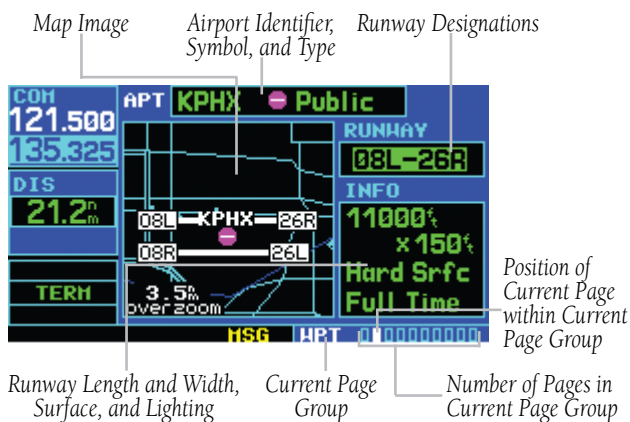 Map Image
Airport Identifier,
Symbol, and Type
Runway Designations
COM
121.500
135.325
APT KPHX Public
RUNWAY
08L-26R
DIS
21.2nm
INFO
11000ft
x 150ft
Hard Srfc
Full Time
08L KPHX 26R
08R 26L
3.5nm
overzoom
TERM
MSG WPT
Position of
Current Page
within Current
Page Group
Runway Length and Width,
Surface, and Lighting
Current Page
Group
Number of Pages in
Current Page Group